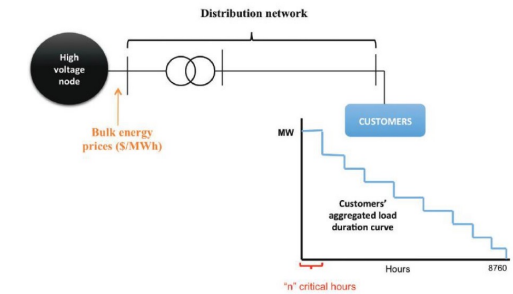 Distribution network
High
voltage
node
Bulk energy
prices ($/MWh)
CUSTOMERS
MW
Customers'
aggregated load
duration curve
Hours
8760
"n" critical hours